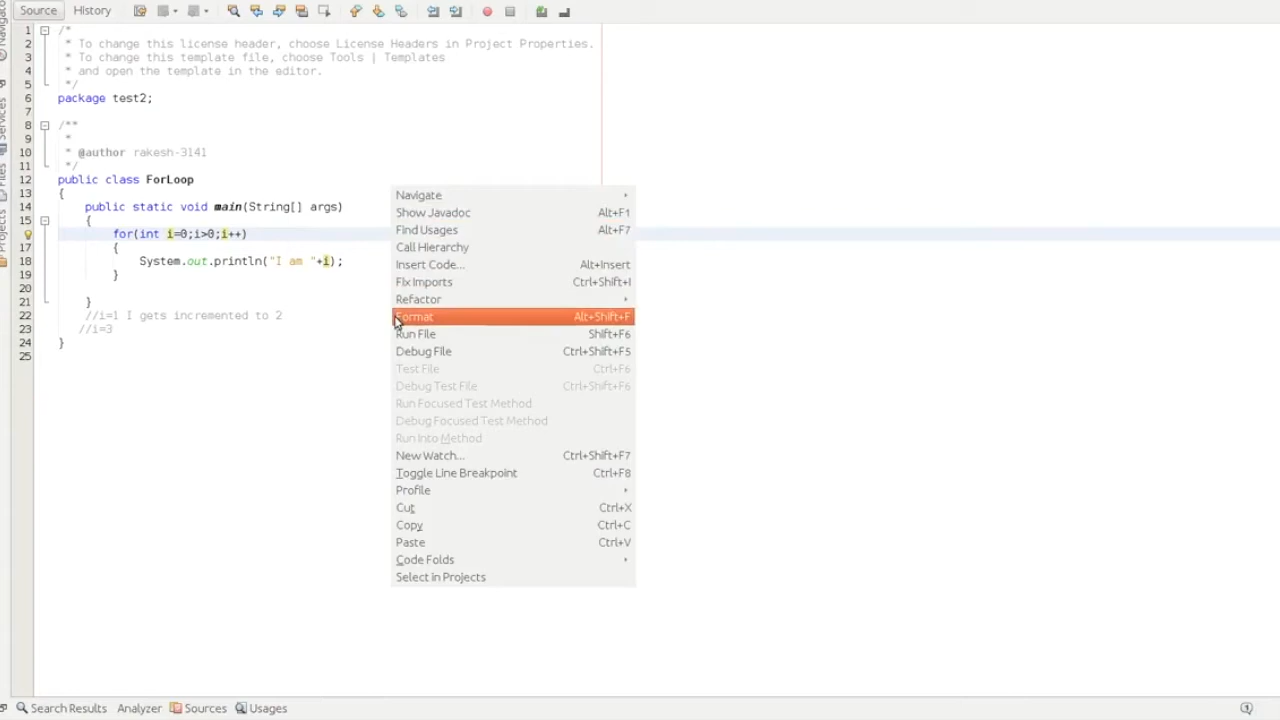 Source History
1 /*
2 * To change this license header, choose License Headers in Project Properties.
3 * To change this template file, choose Tools | Templates
4 * and open the template in the editor.
5 */
6 package test2;
7
8 /**
9 *
10 * @author rakesh-3141
11 */
12 public class ForLoop
13 {
14 public static void main(String[] args)
15 {
for(int i=0;i>0;i++)
17 {
18 System.out.println("I am "+i);
19 }
20
21 }
22 //i=1 I gets incremented to 2
23 //i=3
24 }
25
Navigate
Show Javadoc Alt+F1
Find Usages Alt+F7
Call Hierarchy
Insert Code... Alt+Insert
Fix Imports Ctrl+Shift+I
Refactor
Format Alt+Shift+F
Run File Shift+F6
Debug File Ctrl+Shift+F5
Test File Ctrl+F6
Debug Test File Ctrl+Shift+F6
Run Focused Test Method
Debug Focused Test Method
Run Into Method
New Watch... Ctrl+Shift+F7
Toggle Line Breakpoint Ctrl+F8
Profile
Cut Ctrl+X
Copy Ctrl+C
Paste Ctrl+V
Code Folds
Select in Projects
Services
Files
Projects
Search Results Analyzer Sources Usages